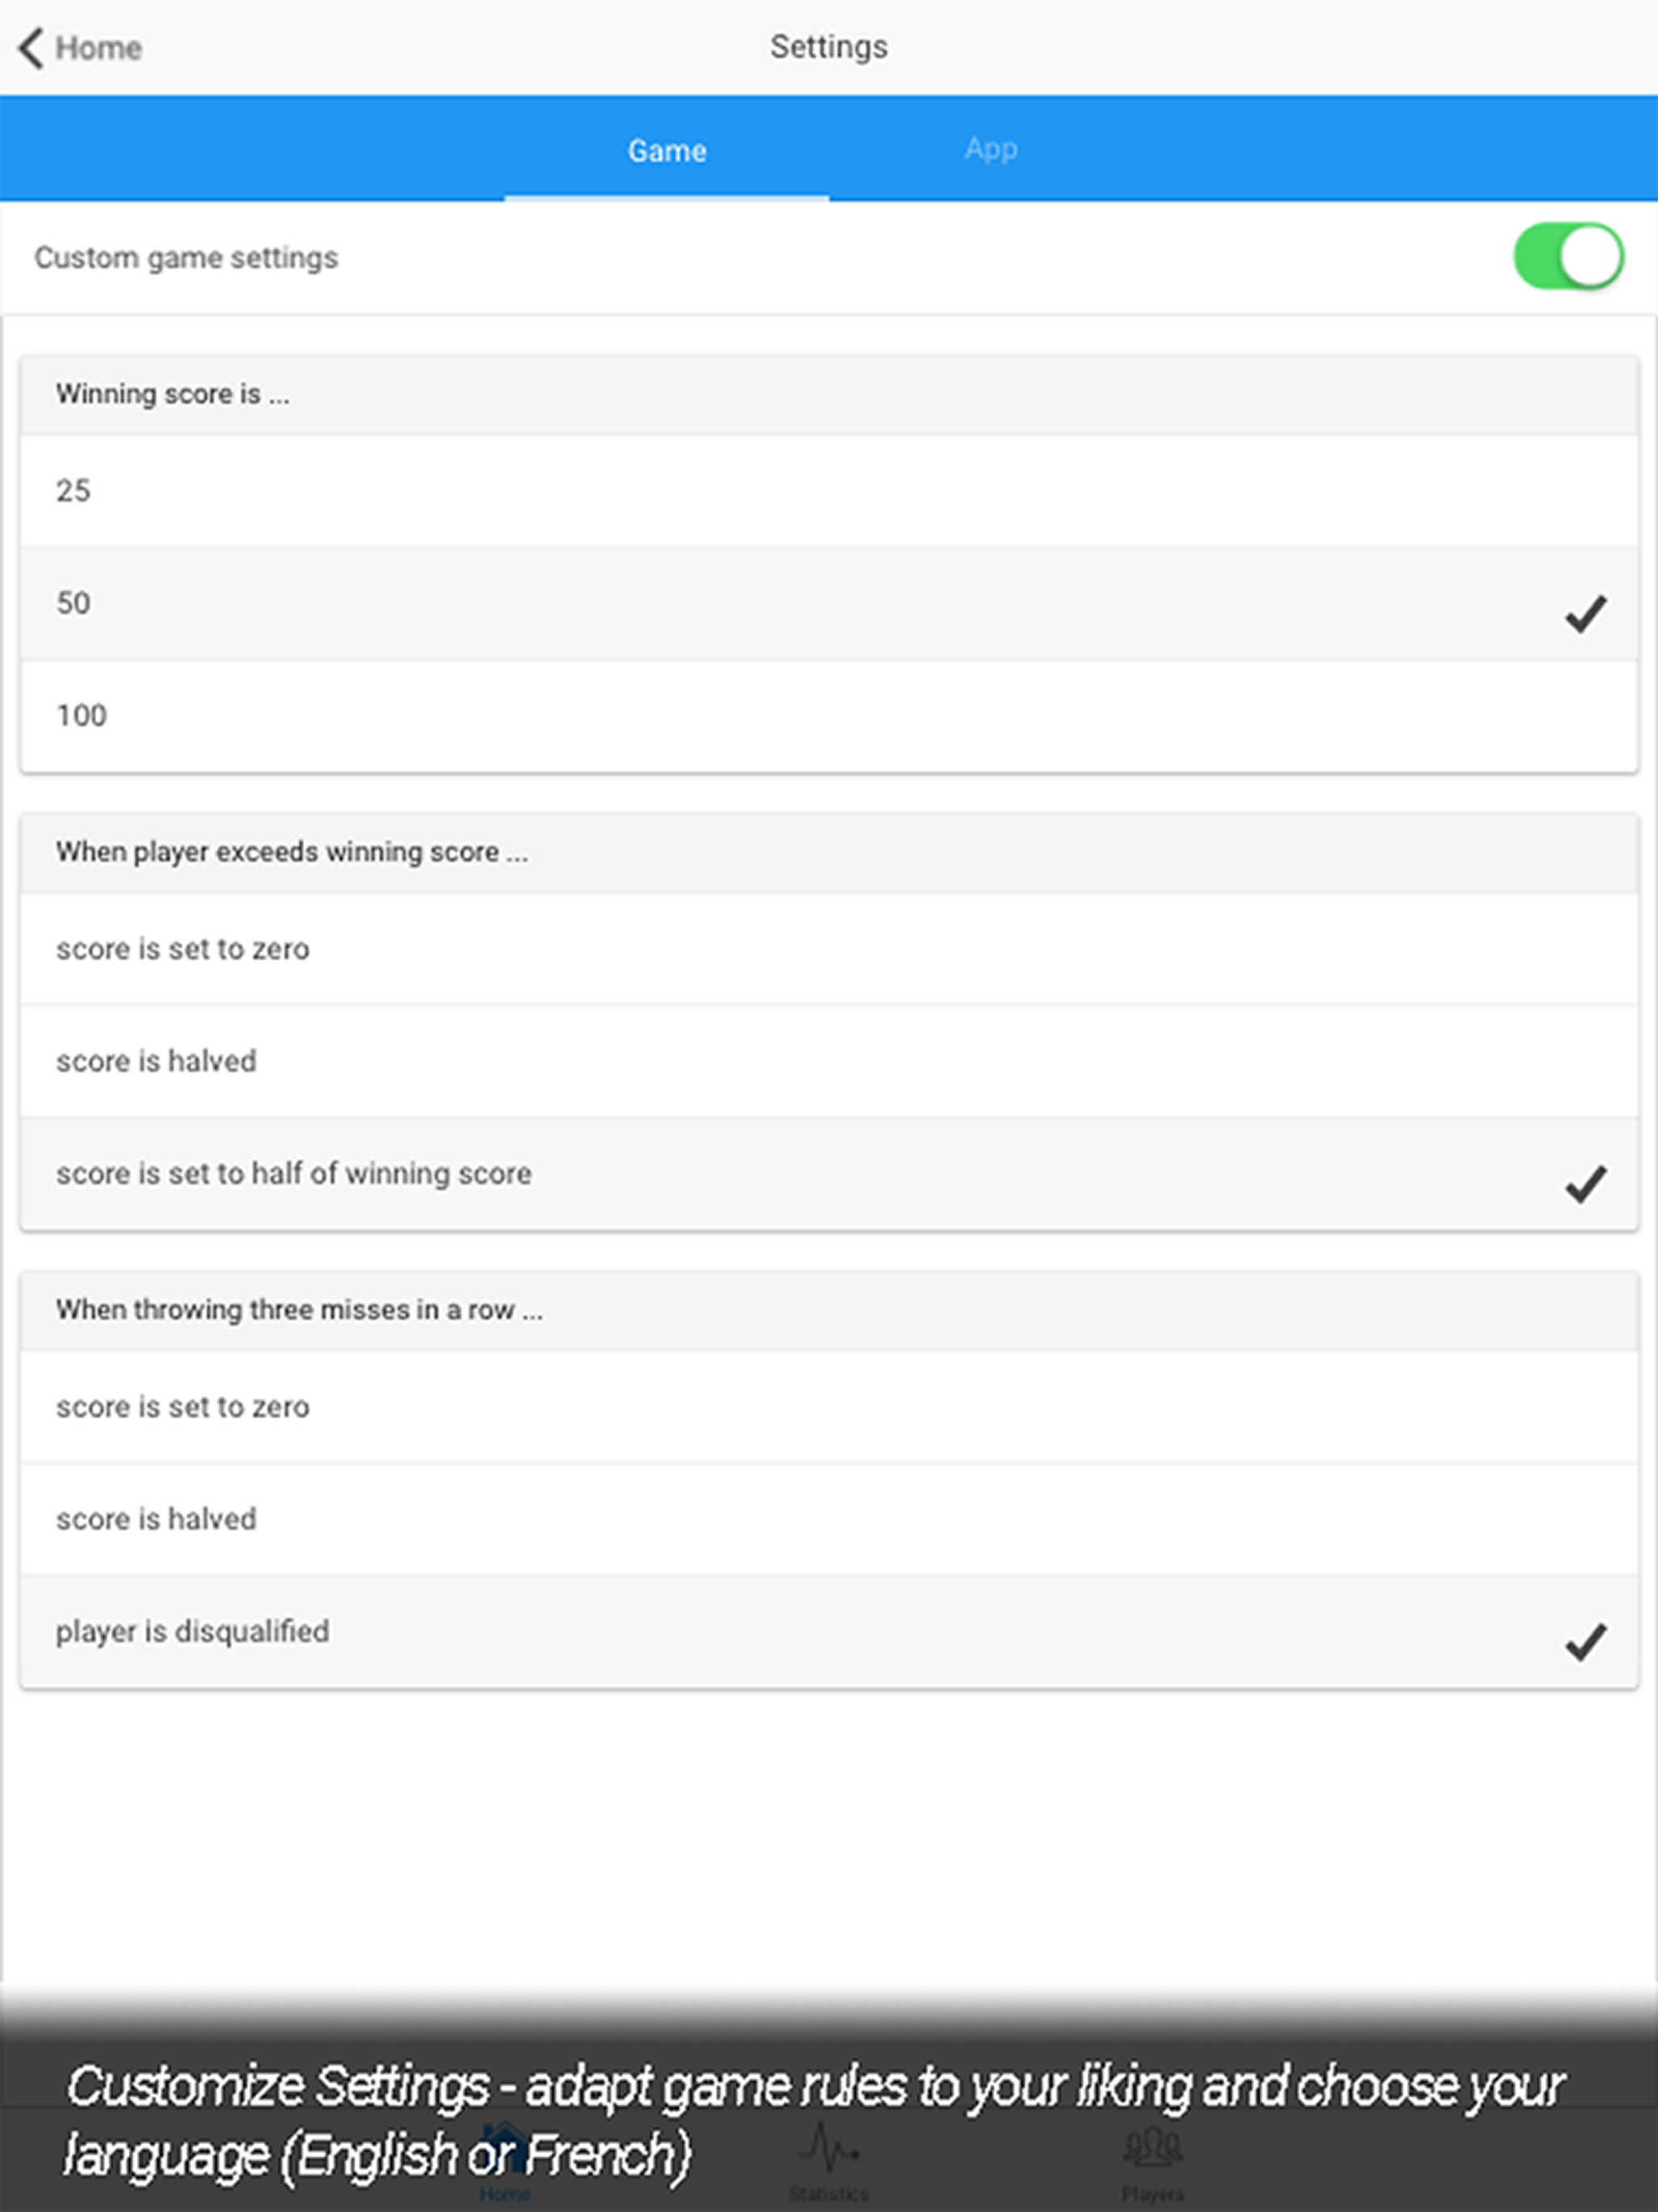 Home
Settings
Game
App
Custom game settings
Winning score is ...
25
50
100
When player exceeds winning score ...
score is set to zero
score is halved
score is set to half of winning score
When throwing three misses in a row ...
score is set to zero
score is halved
player is disqualified
Customize Settings - adapt game rules to your liking and choose your
language (English or French)
Home
Statistics
Players